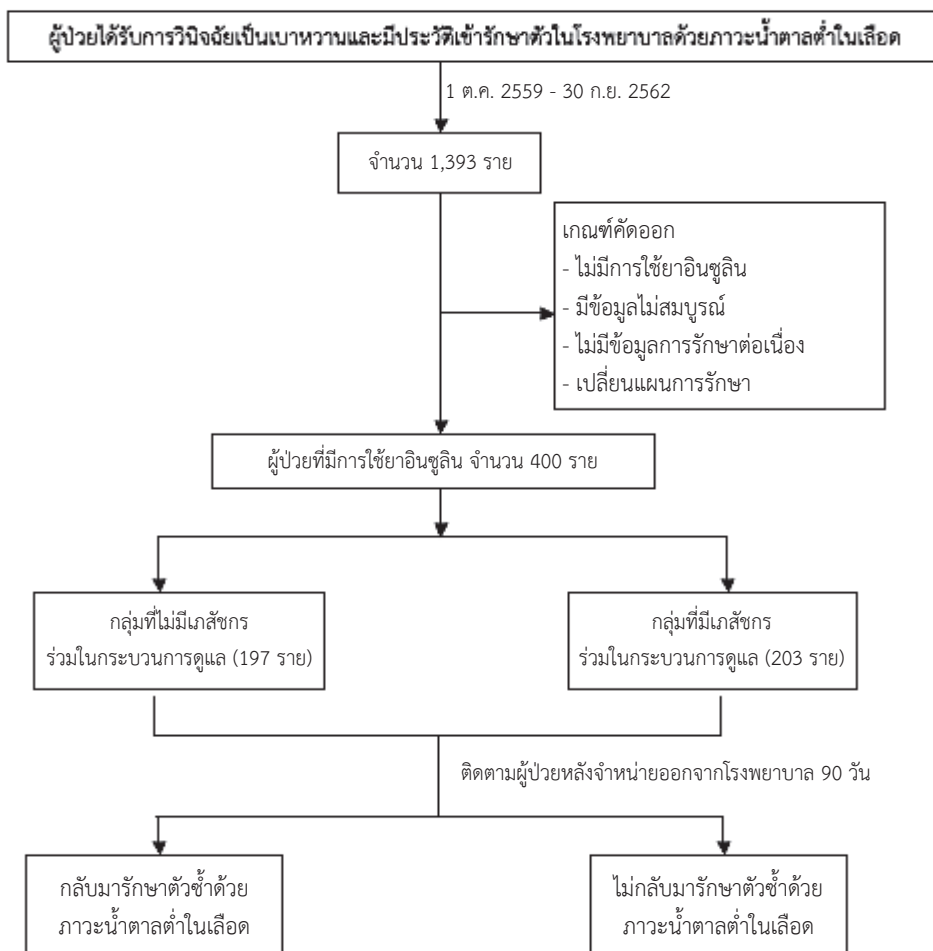 ผู้ป่วยได้รับการวินิจฉัยเป็นเบาหวานและมีประวัติเข้ารักษาตัวในโรงพยาบาลด้วยภาวะน้ำตาลต่ำในเลือด
1 ต.ค. 2559 - 30 ก.ย. 2562
จำนวน 1,393 ราย
เกณฑ์คัดออก
- ไม่มีการใช้ยาอินซูลิน
- มีข้อมูลไม่สมบูรณ์
- ไม่มีข้อมูลการรักษาต่อเนื่อง
- เปลี่ยนแผนการรักษา
ผู้ป่วยที่มีการใช้ยาอินซูลิน จำนวน 400 ราย
กลุ่มที่ไม่มีเภสัชกร
ร่วมในกระบวนการดูแล (197 ราย)
กลุ่มที่มีเภสัชกร
ร่วมในกระบวนการดูแล (203 ราย)
ติดตามผู้ป่วยหลังจำหน่ายออกจากโรงพยาบาล 90 วัน
กลับมารักษาตัวซ้ำด้วย
ภาวะน้ำตาลต่ำในเลือด
ไม่กลับมารักษาตัวซ้ำด้วย
ภาวะน้ำตาลต่ำในเลือด